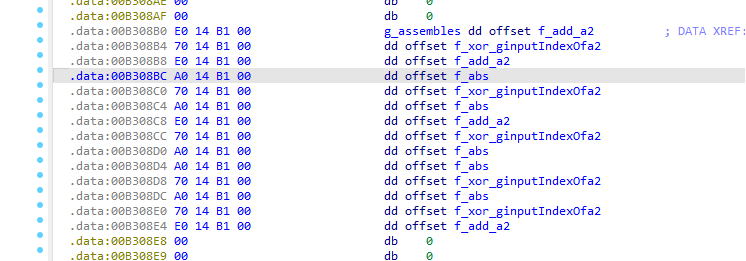 .data:00B308AE 00 db 0
.data:00B308AF 00 db 0
.data:00B308B0 E0 14 B1 00 g_assembles dd offset f_add_a2 ; DATA XREF:
.data:00B308B4 70 14 B1 00 dd offset f_xor_ginputIndexOfa2
.data:00B308B8 E0 14 B1 00 dd offset f_add_a2
.data:00B308BC A0 14 B1 00 dd offset f_abs
.data:00B308C0 70 14 B1 00 dd offset f_xor_ginputIndexOfa2
.data:00B308C4 A0 14 B1 00 dd offset f_abs
.data:00B308C8 E0 14 B1 00 dd offset f_add_a2
.data:00B308CC 70 14 B1 00 dd offset f_xor_ginputIndexOfa2
.data:00B308D0 A0 14 B1 00 dd offset f_abs
.data:00B308D4 A0 14 B1 00 dd offset f_abs
.data:00B308D8 70 14 B1 00 dd offset f_xor_ginputIndexOfa2
.data:00B308DC A0 14 B1 00 dd offset f_abs
.data:00B308E0 70 14 B1 00 dd offset f_xor_ginputIndexOfa2
.data:00B308E4 E0 14 B1 00 dd offset f_add_a2
.data:00B308E8 00 db 0
.data:00B308E9 00 db 0